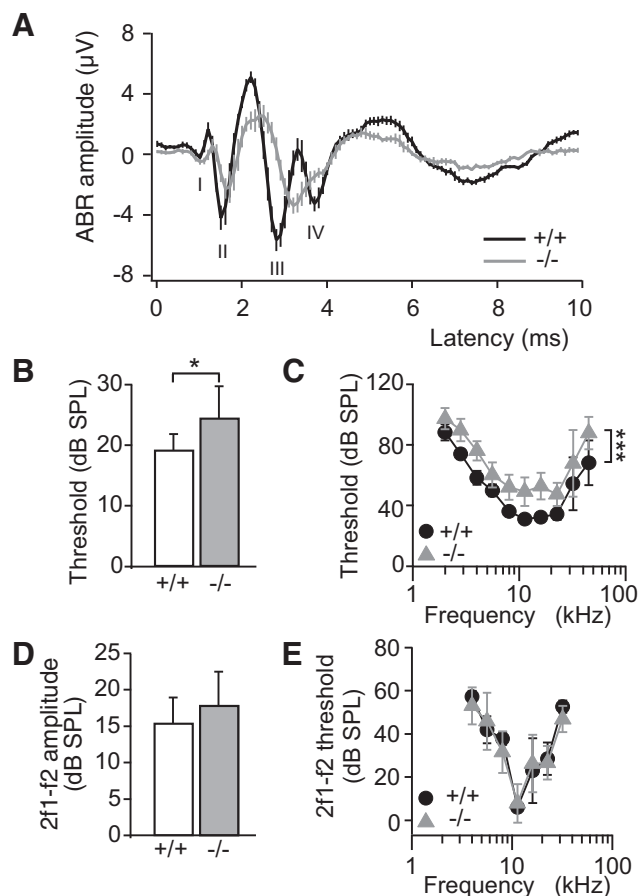 A
ABR amplitude (µV)
8
4
0
-4
-8
I
II
III
IV
+/+
-/-
0 2 4 6 8 10
Latency (ms)
B
Threshold (dB SPL)
30
20
10
0
*
+/+ -/-
C
Threshold (dB SPL)
120
80
40
0
***
+/+
-/-
1 10 100
Frequency (kHz)
D
2f1-f2 amplitude
(dB SPL)
25
20
15
10
5
0
+/+ -/-
E
2f1-f2 threshold
(dB SPL)
80
60
40
20
0
+/+
-/-
1 10 100
Frequency (kHz)